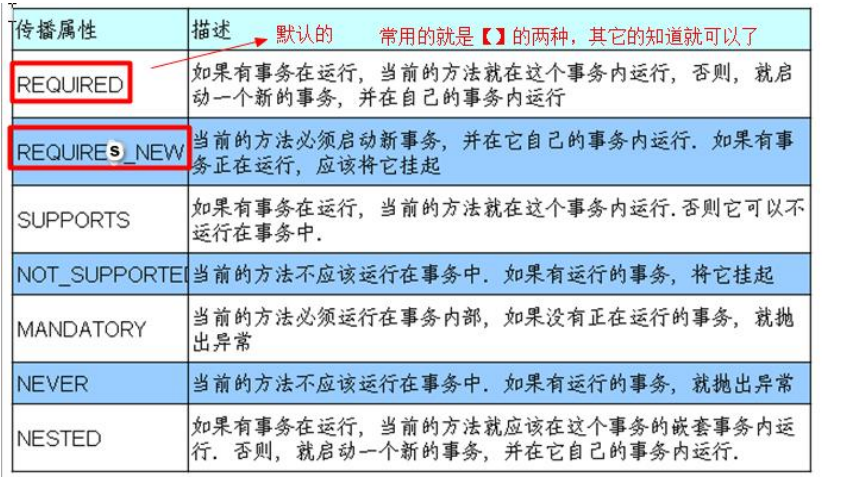 传播属性 描述 默认的 常用的就是【】的两种，其它的知道就可以了
REQUIRED 如果有事务在运行，当前的方法就在这个事务内运行，否则，就启
动一个新的事务，并在自己的事务内运行
REQUIRES_NEW 当前的方法必须启动新事务，并在它自己的事务内运行．如果有事
务正在运行，应该将它挂起
SUPPORTS 如果有事务在运行，当前的方法就在这个事务内运行．否则它可以不
运行在事务中．
NOT_SUPPORTED 当前的方法不应该运行在事务中．如果有运行的事务，将它挂起
MANDATORY 当前的方法必须运行在事务内部，如果没有正在运行的事务，就抛
出异常
NEVER 当前的方法不应该运行在事务中．如果有运行的事务，就抛出异常
NESTED 如果有事务在运行，当前的方法就应该在这个事务的嵌套事务内运
行．否则，就启动一个新的事务，并在它自己的事务内运行．